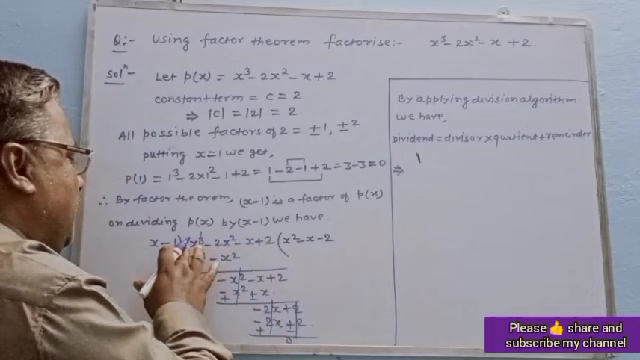 Q:- Using factor theorem factorise:- x³- 2x²- x + 2
Solⁿ- Let p(x) = x³- 2x²- x + 2
constant term = c = 2
⇒ |c| = |2| = 2
All possible factors of 2 = ±1, ±2
putting x=1 we get,
P(1) = 1³- 2x1²- 1+2 = 1-2-1+2 = 3-3=0
∴ By factor theorem, (x-1) is a factor of p(x)
on dividing p(x) by (x-1) we have.
x-1) x³- 2x²- x+2 (x²-x-2
- x²
- x² - x+2
+ x² + x
- 2x + 2
- 2x + 2
+
0
By applying division algorithm
we have,
Dividend = divisor x quotient + remainder
⇒
Please 👍 share and
subscribe my channel